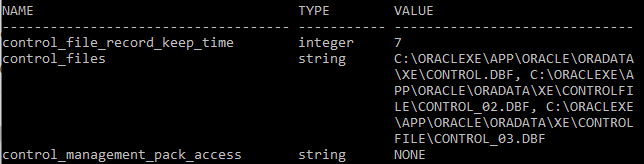 NAME                                 TYPE        VALUE
------------------------------------ ----------- ------------------------------
control_file_record_keep_time        integer     7
control_files                        string      C:\ORACLEXE\APP\ORACLE\ORADATA
                                                 \XE\CONTROL.DBF, C:\ORACLEXE\A
                                                 PP\ORACLE\ORADATA\XE\CONTROLFI
                                                 LE\CONTROL_02.DBF, C:\ORACLEXE
                                                 \APP\ORACLE\ORADATA\XE\CONTROL
                                                 FILE\CONTROL_03.DBF
control_management_pack_access       string      NONE